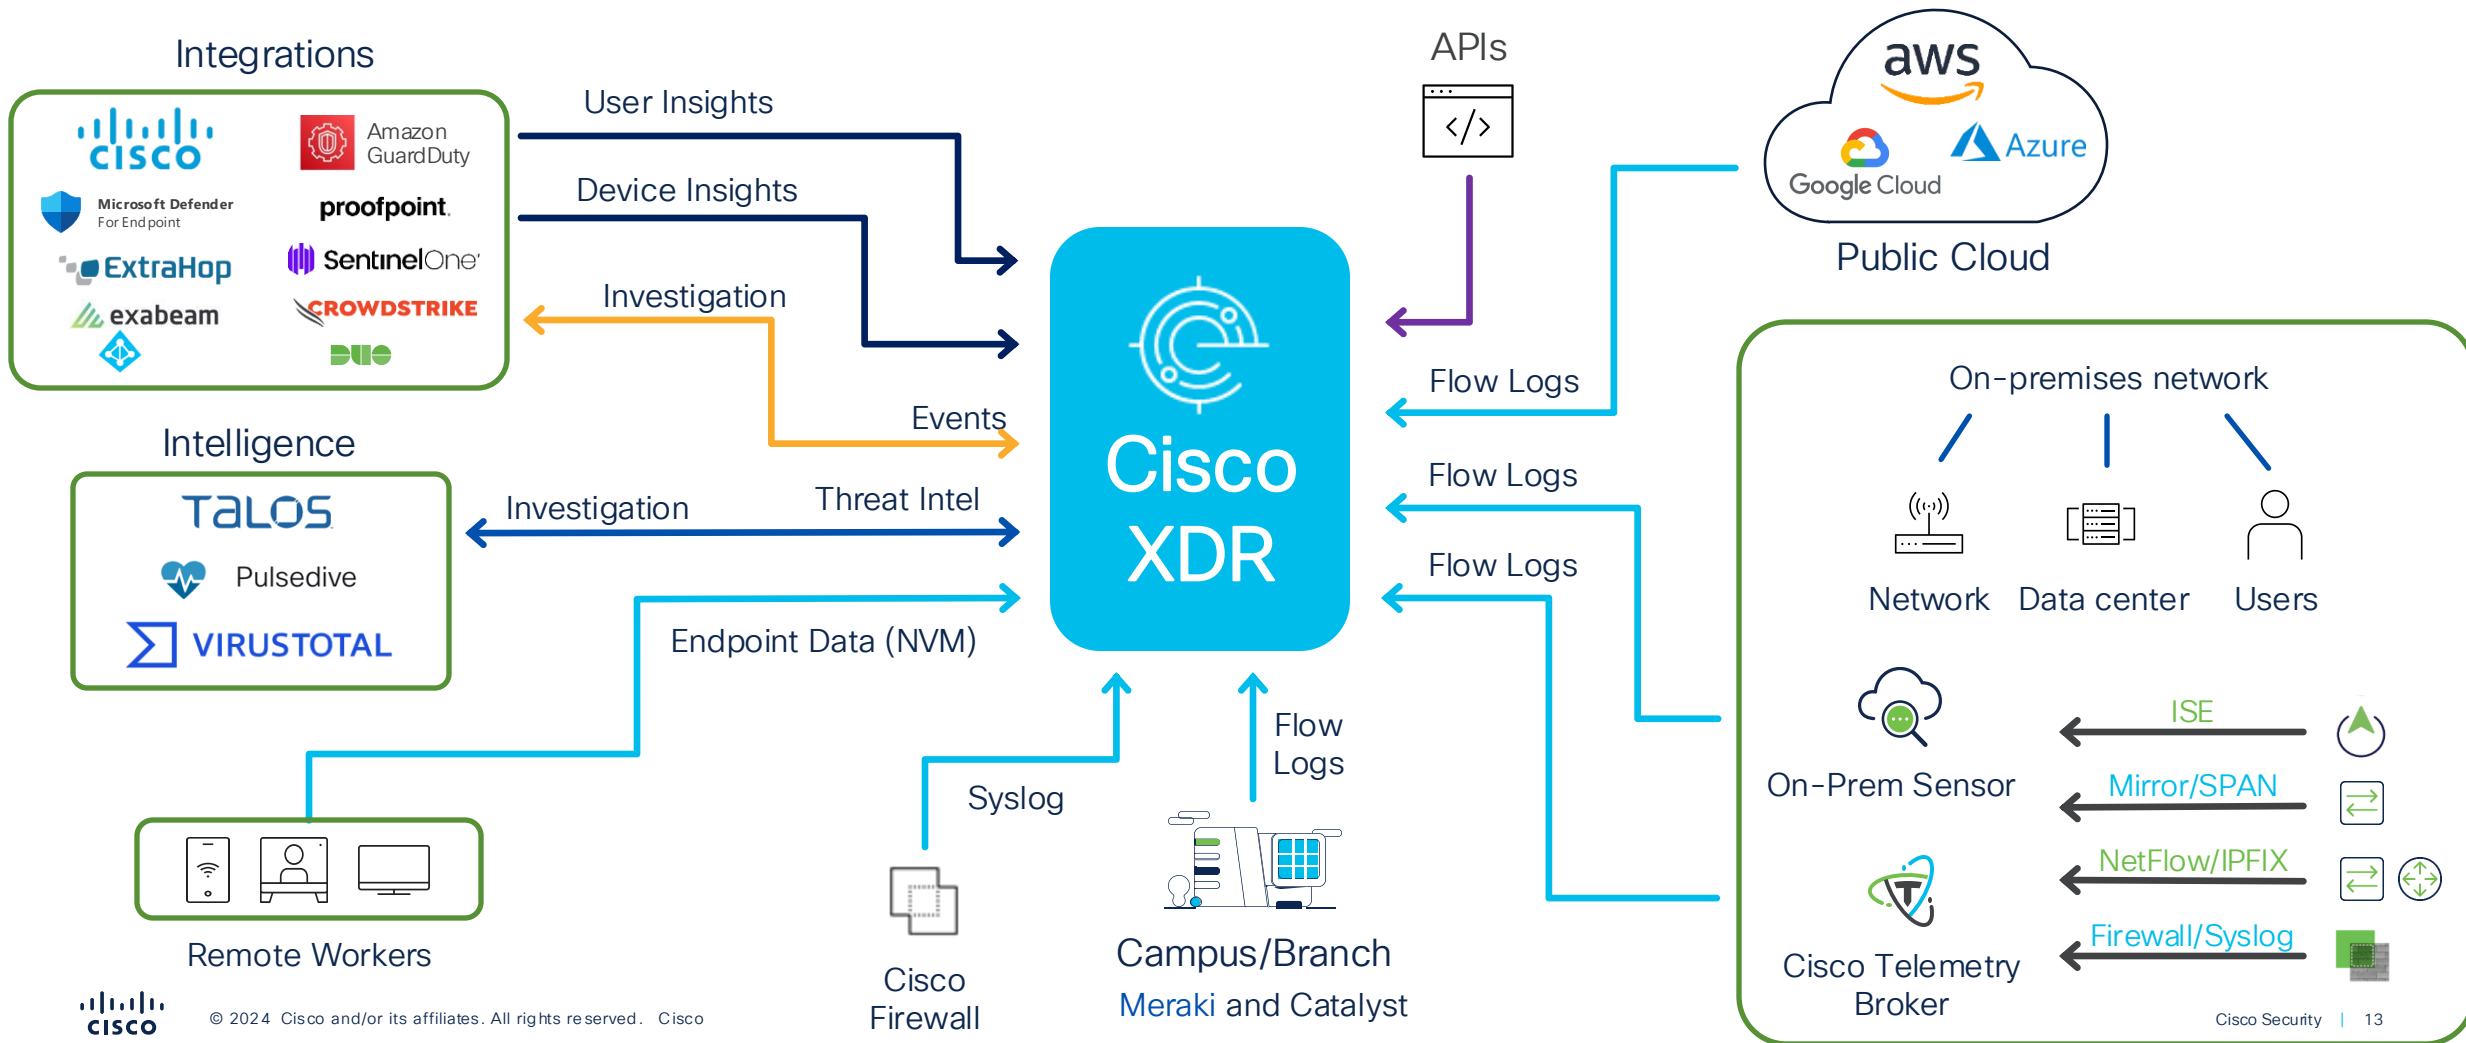 Integrations
cisco
Amazon
GuardDuty
Microsoft Defender
For Endpoint
proofpoint.
ExtraHop
SentinelOne
exabeam
CROWDSTRIKE
DUO
User Insights
Device Insights
Investigation
Events
Intelligence
TALOS
Pulsedive
VIRUSTOTAL
Investigation
Threat Intel
Endpoint Data (NVM)
Remote Workers
Syslog
Cisco
Firewall
Flow
Logs
Campus/Branch
Meraki and Catalyst
Cisco
XDR
APIs
</>
Flow Logs
Flow Logs
Flow Logs
aws
Google Cloud
Azure
Public Cloud
On-premises network
Network
Data center
Users
On-Prem Sensor
ISE
Mirror/SPAN
NetFlow/IPFIX
Firewall/Syslog
T
Cisco Telemetry
Broker
cisco
© 2024 Cisco and/or its affiliates. All rights reserved. Cisco
Cisco Security | 13